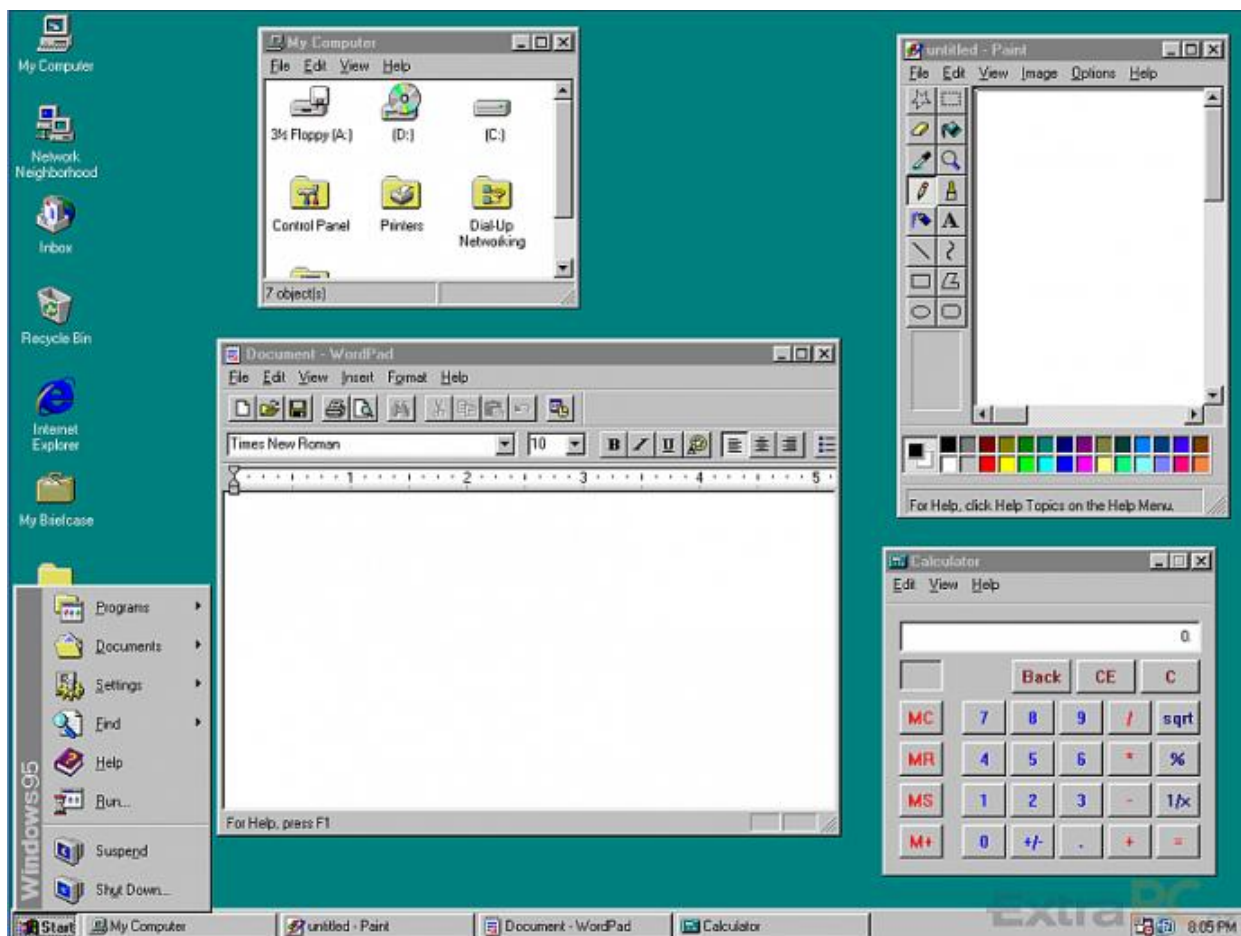 My Computer
Network
Neighborhood
Inbox
Recycle Bin
Internet
Explorer
My Briefcase
My Computer
File Edit View Help
3½ Floppy (A:) (D:) (C:)
Control Panel Printers Dial-Up
Networking
7 object(s)
untitled - Paint
File Edit View Image Options Help
A
For Help, click Help Topics on the Help Menu.
Document - WordPad
File Edit View Insert Format Help
Times New Roman 10 B I U
1 2 3 4 5
For Help, press F1
Calculator
Edit View Help
0.
Back CE C
MC 7 8 9 / sqrt
MR 4 5 6 * %
MS 1 2 3 - 1/x
M+ 0 +/- . + =
Windows95
Programs
Documents
Settings
Find
Help
Run...
Suspend
Shut Down...
Start My Computer untitled - Paint Document - WordPad Calculator 8:05 PM
ExtraPC